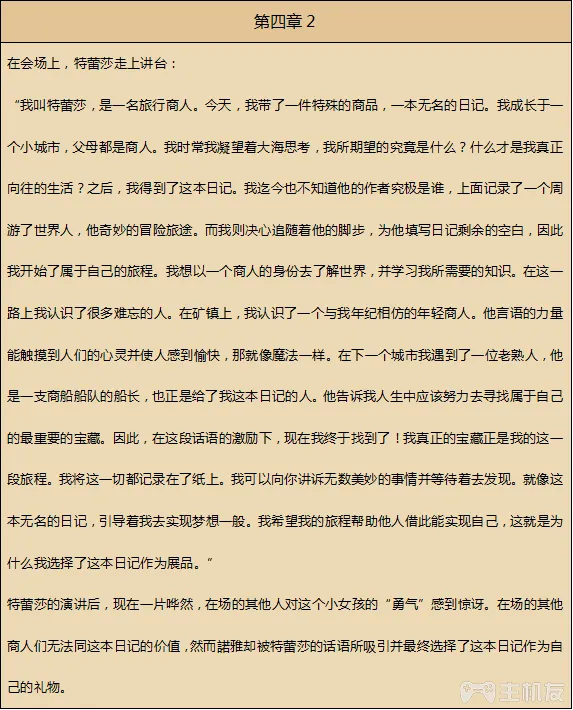 第四章 2
在会场上，特蕾莎走上讲台：
“我叫特蕾莎，是一名旅行商人。今天，我带了一件特殊的商品，一本无名的日记。我成长于一
个小城市，父母都是商人。我时常我凝望着大海思考，我所期望的究竟是什么？什么才是我真正
向往的生活？之后，我得到了这本日记。我迄今也不知道他的作者究极是谁，上面记录了一个周
游了世界人，他奇妙的冒险旅途。而我则决心追随着他的脚步，为他填写日记剩余的空白，因此
我开始了属于自己的旅程。我想以一个商人的身份去了解世界，并学习我所需要的知识。在这一
路上我认识了很多难忘的人。在矿镇上，我认识了一个与我年纪相仿的年轻商人。他言语的力量
能触摸到人们的心灵并使人感到愉快，那就像魔法一样。在下一个城市我遇到了一位老熟人，他
是一支商船船队的船长，也正是给了我这本日记的人。他告诉我人生中应该努力去寻找属于自己
的最重要的宝藏。因此，在这段话语的激励下，现在我终于找到了！我真正的宝藏正是我的这一
段旅程。我将这一切都记录在了纸上。我可以向你讲诉无数美妙的事情并等待着去发现。就像这
本无名的日记，引导着我去实现梦想一般。我希望我的旅程帮助他人借此能实现自己，这就是为
什么我选择了这本日记作为展品。”
特蕾莎的演讲后，现在一片哗然，在场的其他人对这个小女孩的“勇气”感到惊讶。在场的其他
商人们无法同这本日记的价值，然而諾雅却被特蕾莎的话语所吸引并最终选择了这本日记作为自
己的礼物。
主机友